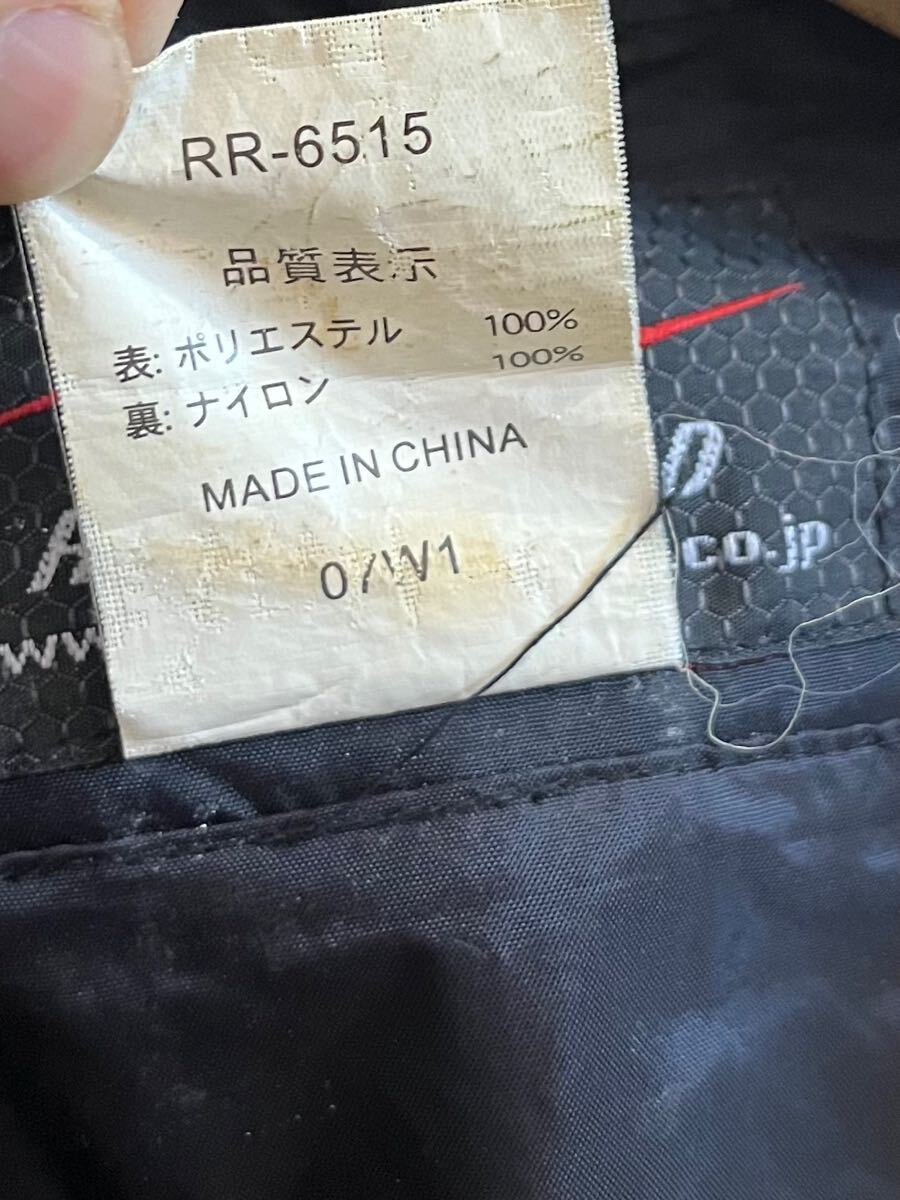 RR-6515
品質表示
表: ポリエステル 100%
裏: ナイロン 100%
MADE IN CHINA
07W1
co.jp